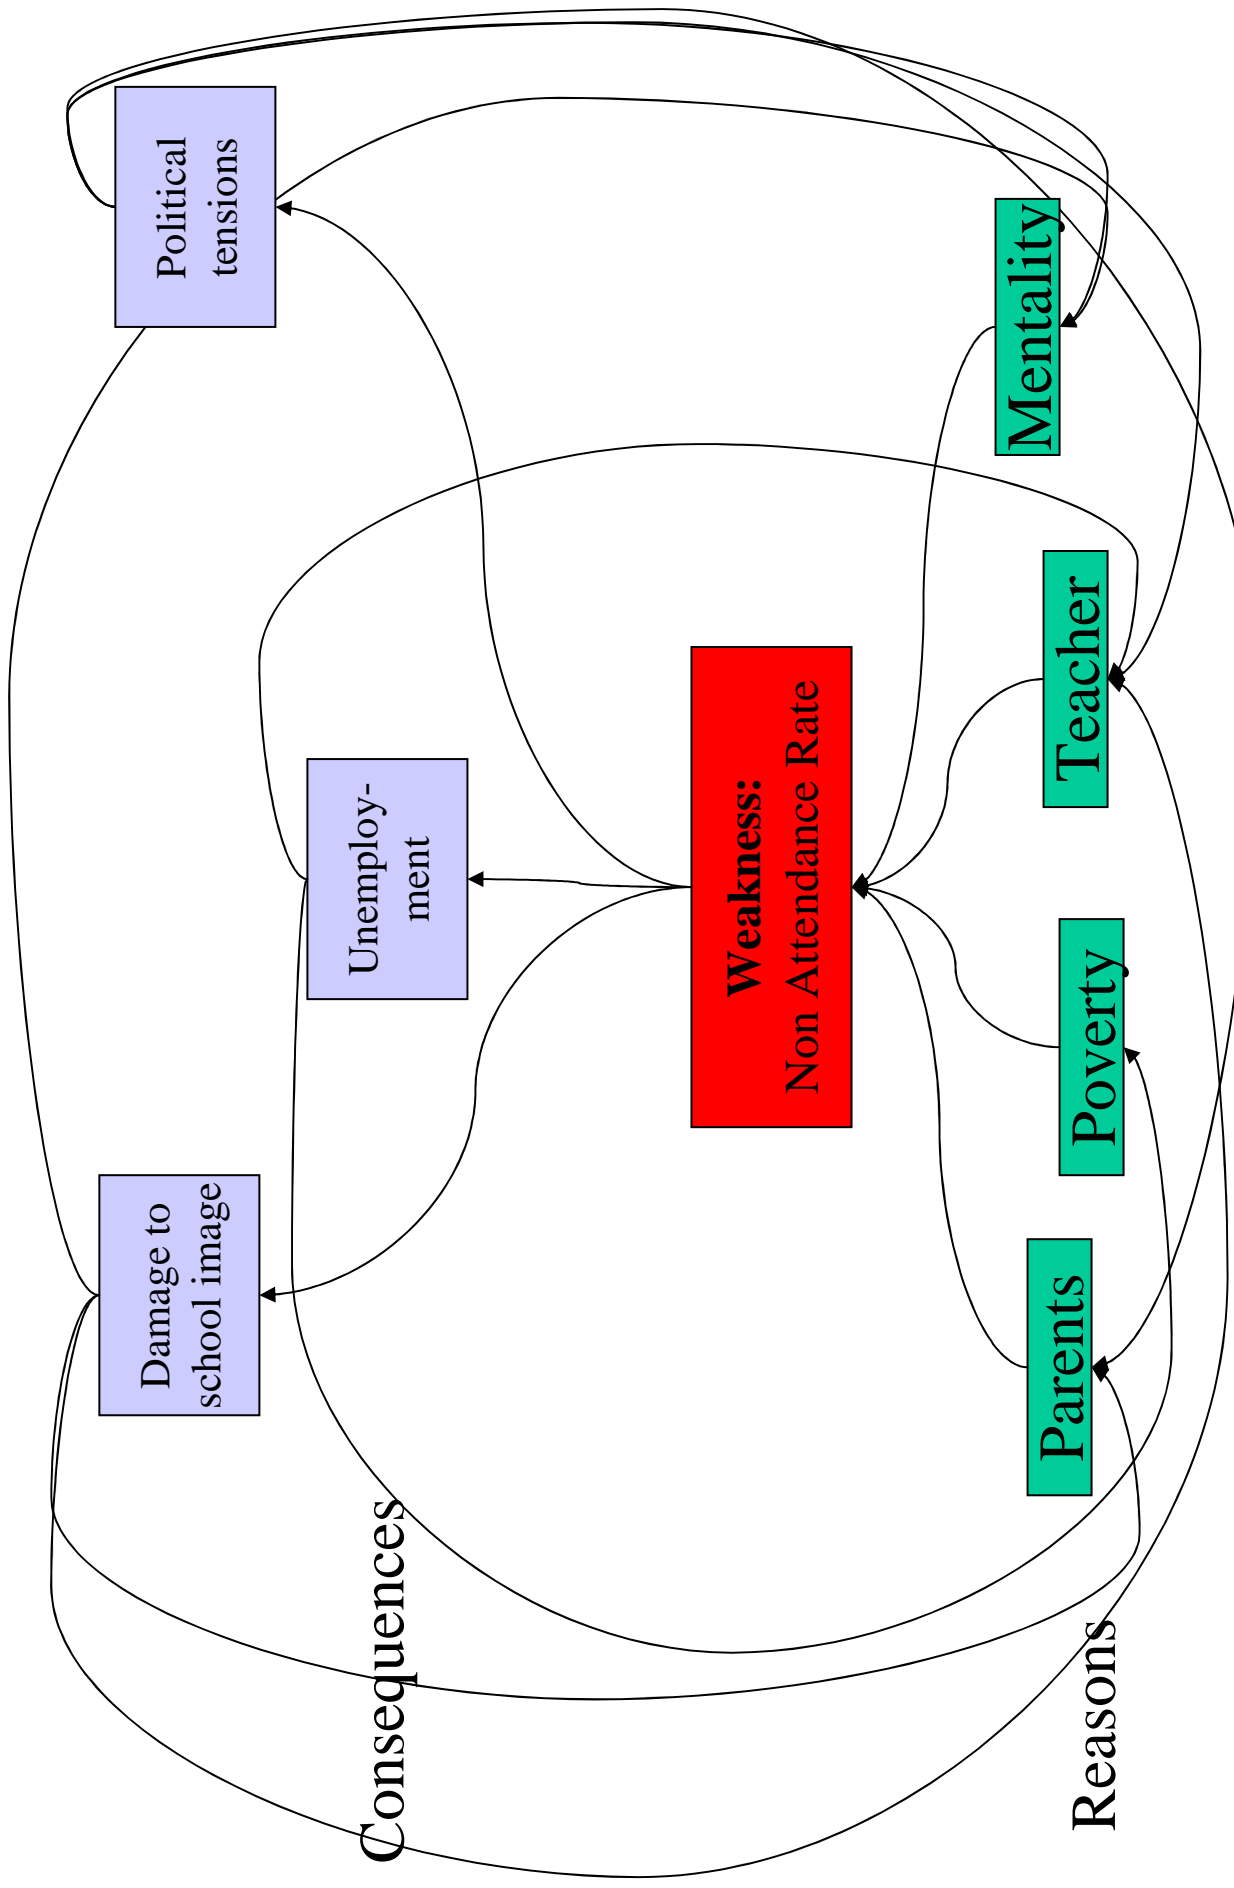 Consequences
Damage to
school image
Unemploy-
ment
Political
tensions
Weakness:
Non Attendance Rate
Reasons
Parents
Poverty
Teacher
Mentality